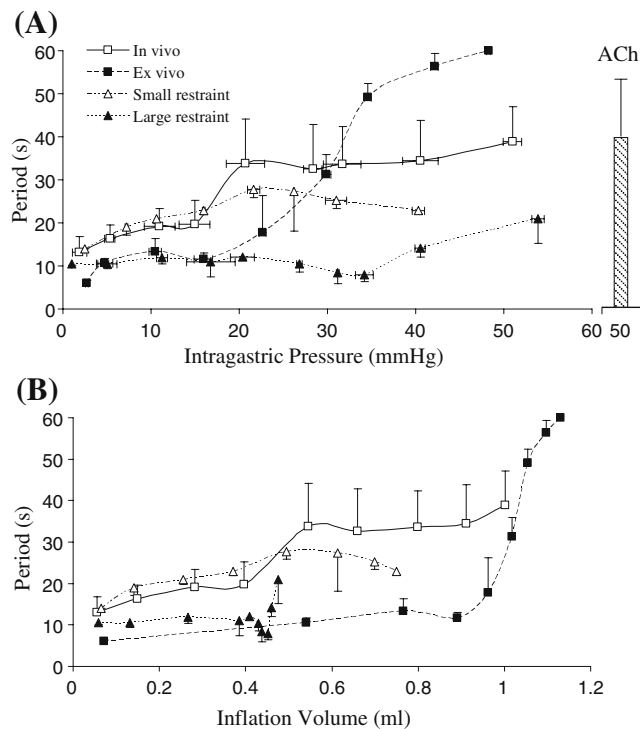 (A)
ACh
60
50
40
30
20
10
0
Period (s)
In vivo
Ex vivo
Small restraint
Large restraint
0 10 20 30 40 50 60
50
Intragastric Pressure (mmHg)
(B)
60
50
40
30
20
10
0
Period (s)
0 0.2 0.4 0.6 0.8 1 1.2
Inflation Volume (ml)